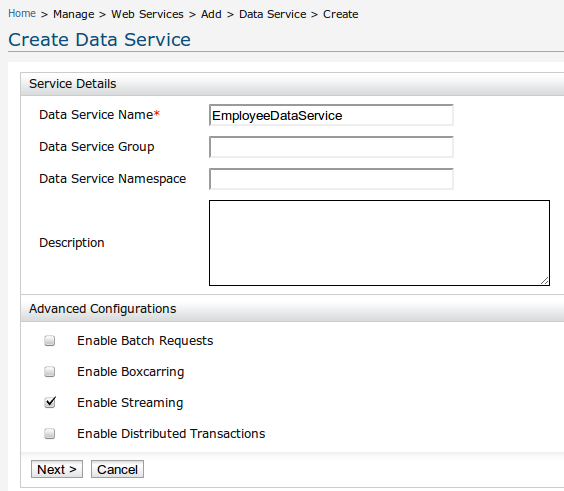 Home > Manage > Web Services > Add > Data Service > Create
Create Data Service
Service Details
Data Service Name* EmployeeDataService
Data Service Group
Data Service Namespace
Description
Advanced Configurations
Enable Batch Requests
Enable Boxcarring
Enable Streaming
Enable Distributed Transactions
Next > Cancel